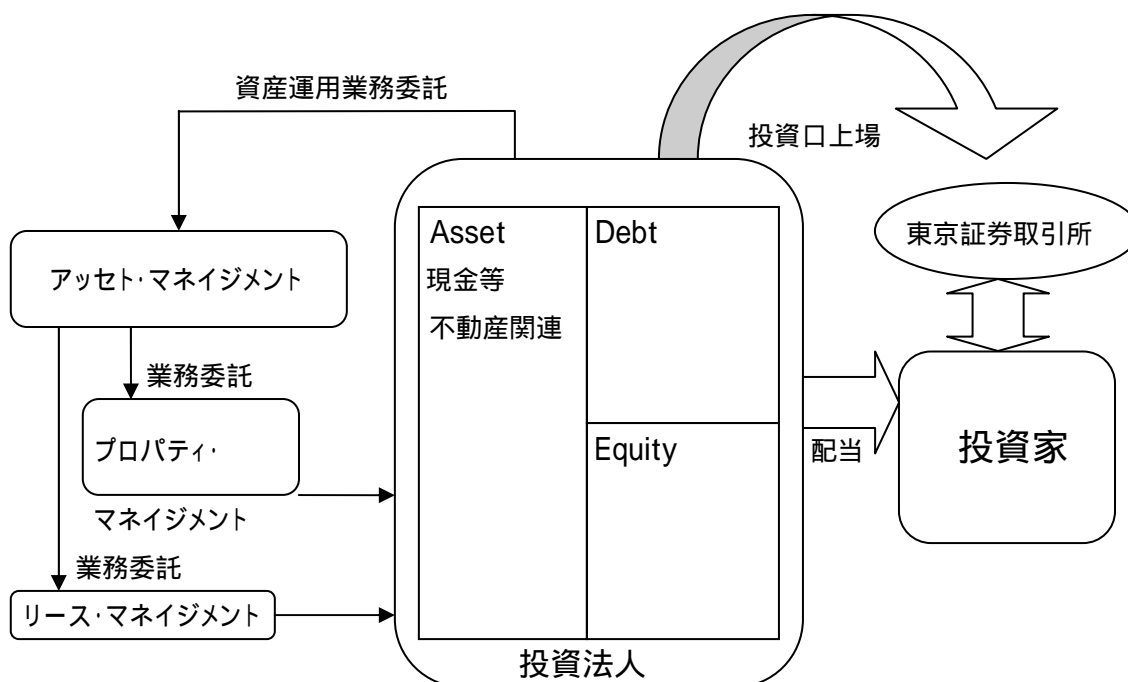 資産運用業務委託
投資口上場
東京証券取引所
アッセト・マネイジメント
Asset
現金等
不動産関連
Debt
業務委託
プロパティ・
マネイジメント
Equity
配当
投資家
業務委託
リース・マネイジメント
投資法人